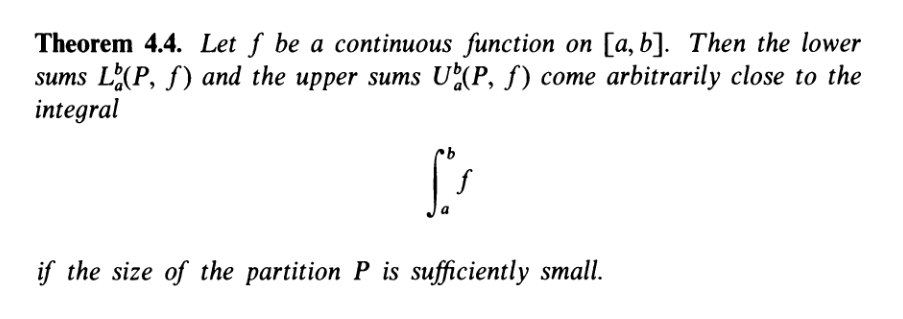 Theorem 4.4. Let f be a continuous function on [a, b]. Then the lower
sums L_a^b(P, f) and the upper sums U_a^b(P, f) come arbitrarily close to the
integral
∫_a^b f
if the size of the partition P is sufficiently small.